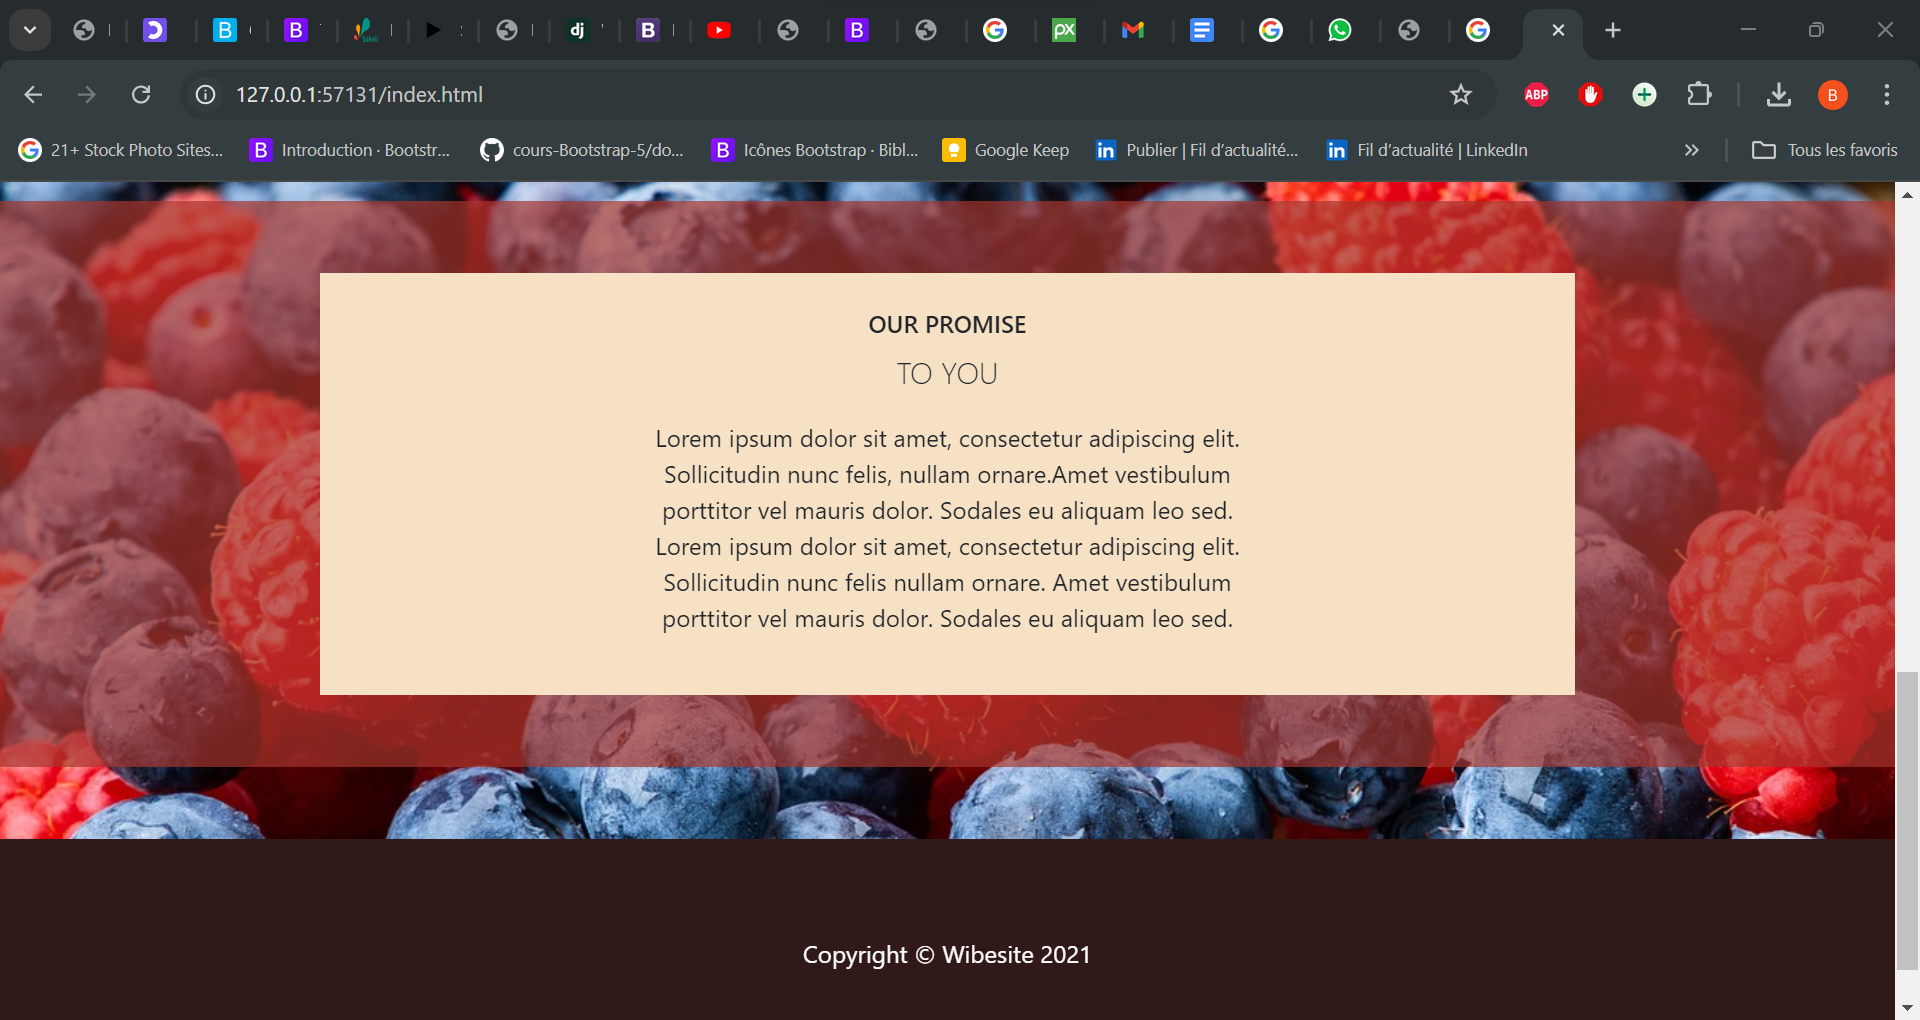 127.0.0.1:57131/index.html
ABP
B
21+ Stock Photo Sites...
B Introduction · Bootstr...
cours-Bootstrap-5/do...
B Icônes Bootstrap · Bibl...
Google Keep
in Publier | Fil d’actualité...
in Fil d’actualité | LinkedIn
Tous les favoris
OUR PROMISE
TO YOU
Lorem ipsum dolor sit amet, consectetur adipiscing elit.
Sollicitudin nunc felis, nullam ornare.Amet vestibulum
porttitor vel mauris dolor. Sodales eu aliquam leo sed.
Lorem ipsum dolor sit amet, consectetur adipiscing elit.
Sollicitudin nunc felis nullam ornare. Amet vestibulum
porttitor vel mauris dolor. Sodales eu aliquam leo sed.
Copyright © Wibesite 2021